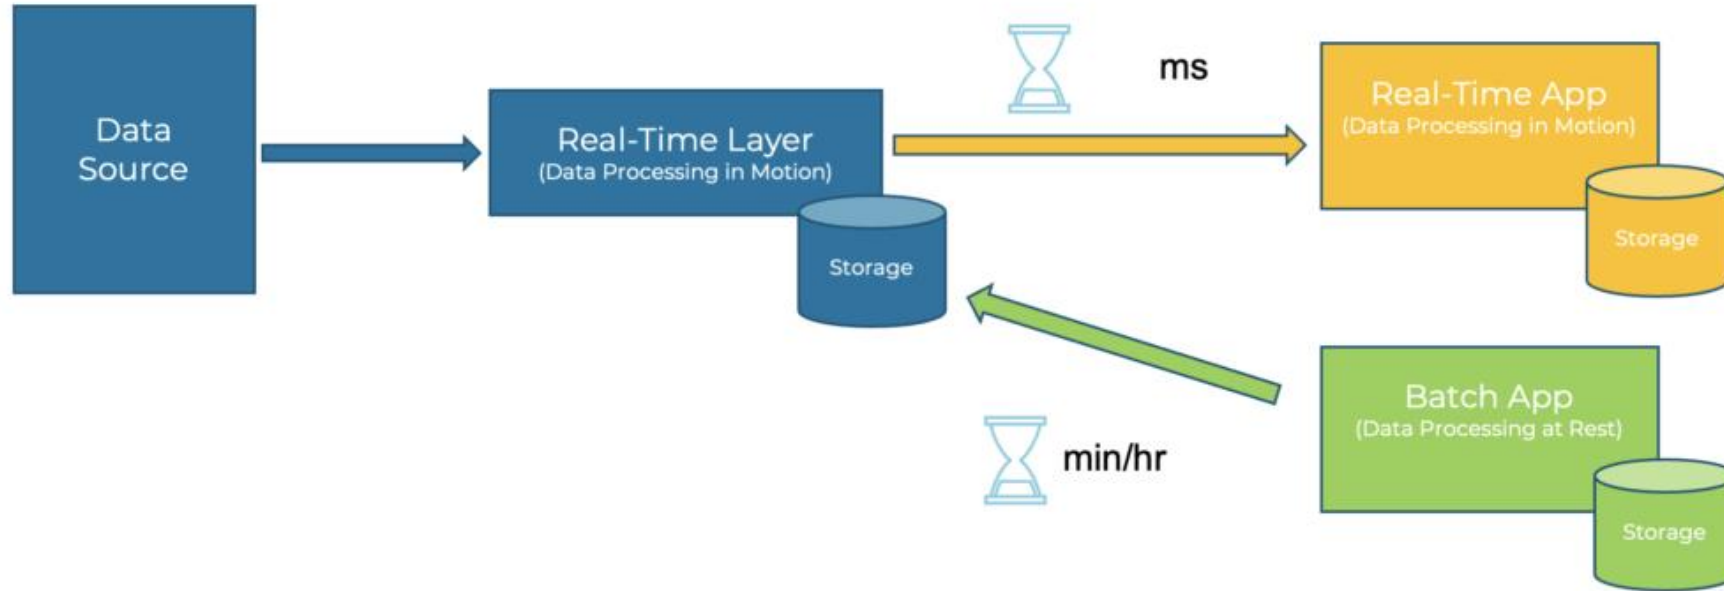 Data
Source
Real-Time Layer
(Data Processing in Motion)
Storage
ms
Real-Time App
(Data Processing in Motion)
Storage
min/hr
Batch App
(Data Processing at Rest)
Storage